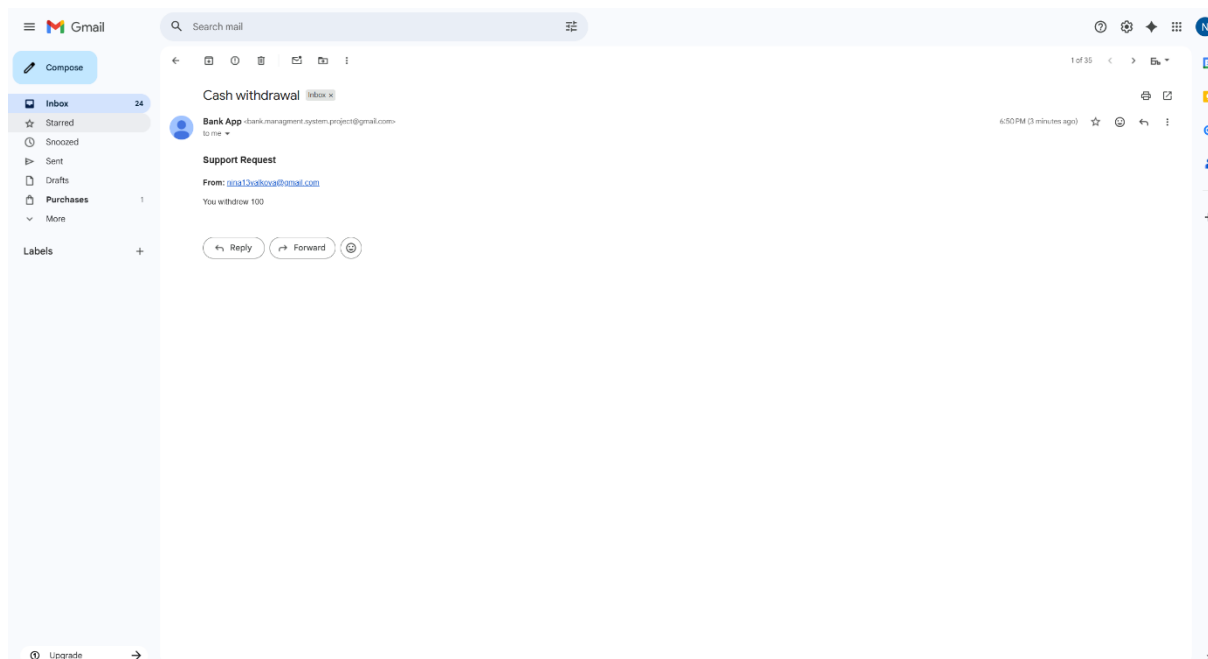 Gmail
Search mail
N
Compose
1 of 35
Inbox 24
Starred
Snoozed
Sent
Drafts
Purchases 1
More
Labels
Cash withdrawal Inbox x
Bank App <bank.managment.system.project@gmail.com> 6:50 PM (3 minutes ago)
to me
Support Request
From: nina13valkova@gmail.com
You withdrew 100
Reply Forward
Upgrade